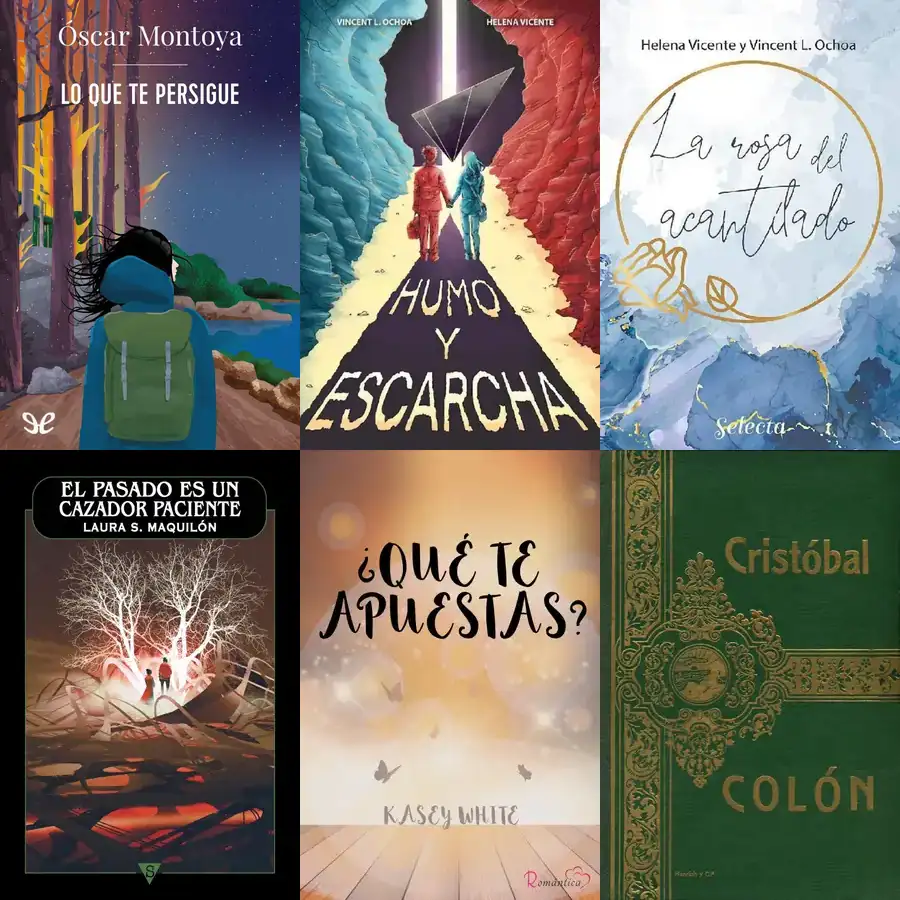 Óscar Montoya
LO QUE TE PERSIGUE
VINCENT L. OCHOA
HELENA VICENTE
HUMO
Y
ESCARCHA
Helena Vicente y Vincent L. Ochoa
La rosa del
acantilado
Selecta
EL PASADO ES UN
CAZADOR PACIENTE
LAURA S. MAQUILÓN
S
¿QUÉ TE
APUESTAS?
KASEY WHITE
Romántica
Cristóbal
COLÓN